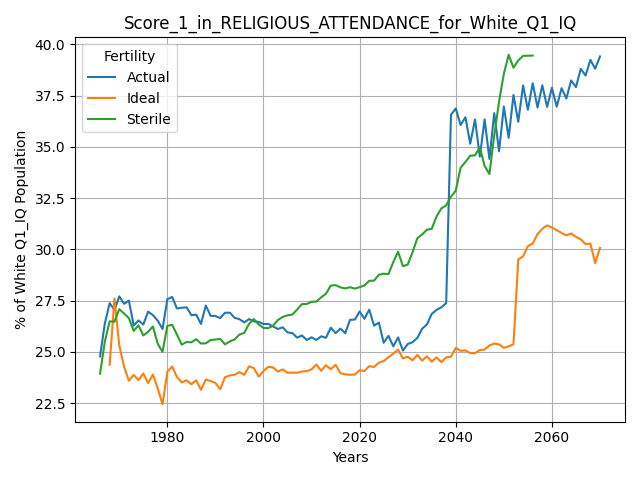 Score_1_in_RELIGIOUS_ATTENDANCE_for_White_Q1_IQ
% of White Q1_IQ Population
40.0
37.5
35.0
32.5
30.0
27.5
25.0
22.5
Fertility
Actual
Ideal
Sterile
1980
2000
2020
2040
2060
Years